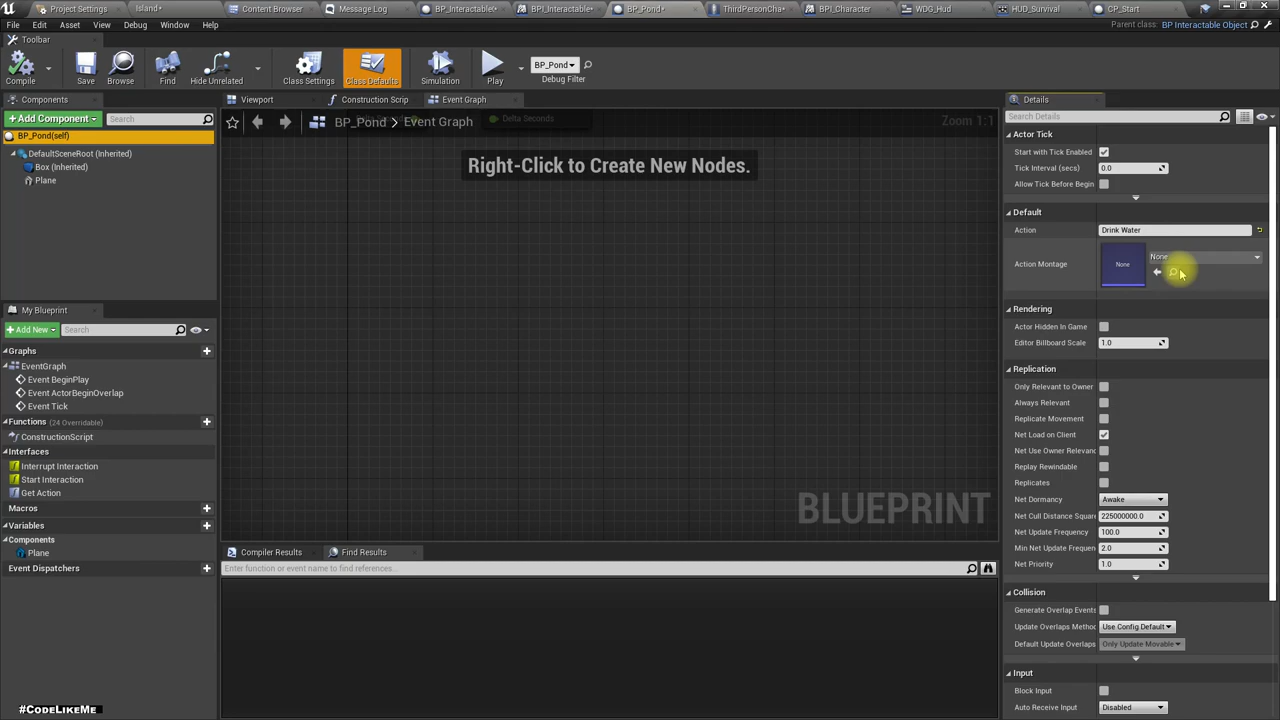 Project Settings
Island*
Content Browser
Message Log
BP_Interactablel*
BPI_Interactable*
BP_Pond*
ThirdPersonCha*
BPI_Character
WDG_Hud
HUD_Survival
CP_Start
File Edit Asset View Debug Window Help
Parent class: BP Interactable Object
Toolbar
Compile
Save
Browse
Find
Hide Unrelated
Class Settings
Class Defaults
Simulation
Play
BP_Pond
Debug Filter
Components
+Add Component
Search
BP_Pond(self)
DefaultSceneRoot (Inherited)
Box (Inherited)
Plane
My Blueprint
+Add New
Search
Graphs
EventGraph
Event BeginPlay
Event ActorBeginOverlap
Event Tick
Functions (24 Overridable)
ConstructionScript
Interfaces
Interrupt Interaction
Start Interaction
Get Action
Macros
Variables
Components
Plane
Event Dispatchers
#CodeLikeMe
Viewport
Construction Scrip
Event Graph
BP_Pond > Event Graph
Delta Seconds
Zoom 1:1
Right-Click to Create New Nodes.
BLUEPRINT
Compiler Results
Find Results
Enter function or event name to find references...
Details
Search Details
Actor Tick
Start with Tick Enabled
Tick Interval (secs) 0.0
Allow Tick Before Begin
Default
Action Drink Water
Action Montage None None
Rendering
Actor Hidden In Game
Editor Billboard Scale 1.0
Replication
Only Relevant to Owner
Always Relevant
Replicate Movement
Net Load on Client
Net Use Owner Relevanc
Replay Rewindable
Replicates
Net Dormancy Awake
Net Cull Distance Square 225000000.0
Net Update Frequency 100.0
Min Net Update Frequen 2.0
Net Priority 1.0
Collision
Generate Overlap Events
Update Overlaps Metho Use Config Default
Default Update Overlaps Only Update Movable
Input
Block Input
Auto Receive Input Disabled